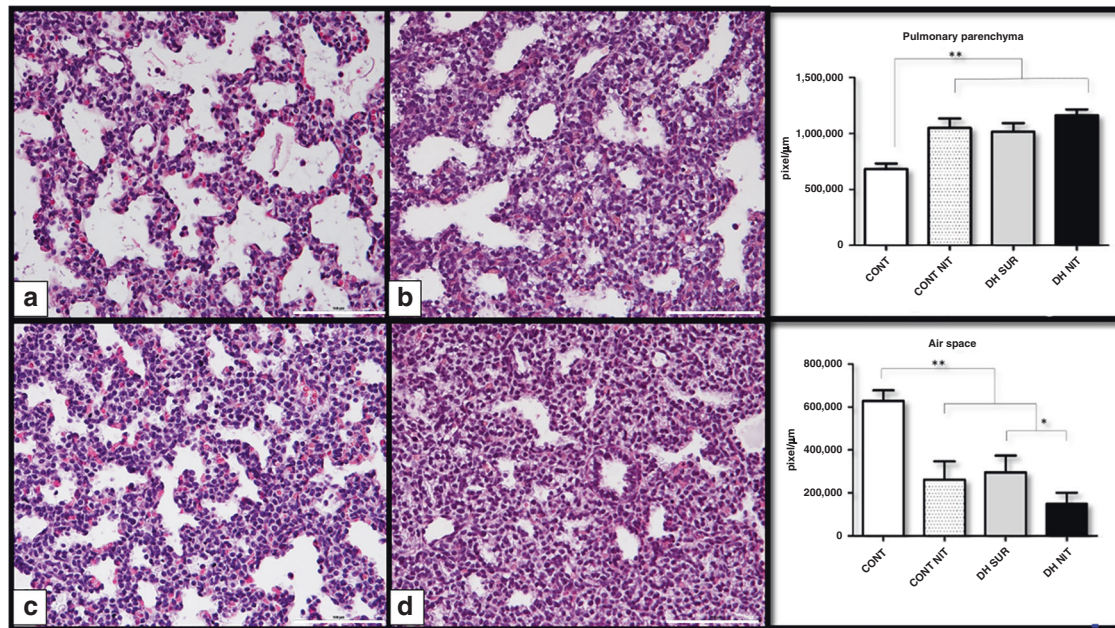 a
b
c
d
Pulmonary parenchyma
**
1,500,000
1,000,000
500,000
0
pixel/µm
CONT
CONT NIT
DH SUR
DH NIT
Air space
**
*
800,000
600,000
400,000
200,000
0
pixel/µm
CONT
CONT NIT
DH SUR
DH NIT